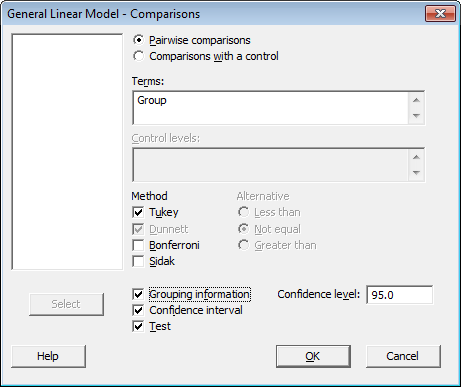 General Linear Model - Comparisons
Pairwise comparisons
Comparisons with a control
Terms:
Group
Control levels:
Method Alternative
Tukey Less than
Dunnett Not equal
Bonferroni Greater than
Sidak
Select
Grouping information Confidence level: 95.0
Confidence interval
Test
Help OK Cancel